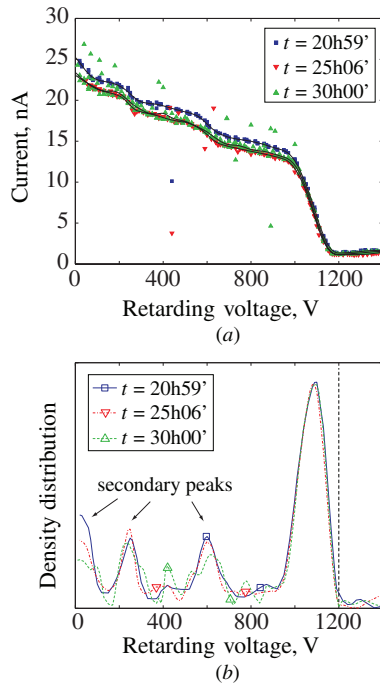 30
25
20
15
10
5
0
Current, nA
t = 20h59'
t = 25h06'
t = 30h00'
0
400
800
1200
Retarding voltage, V
(a)
Density distribution
t = 20h59'
t = 25h06'
t = 30h00'
secondary peaks
0
400
800
1200
Retarding voltage, V
(b)